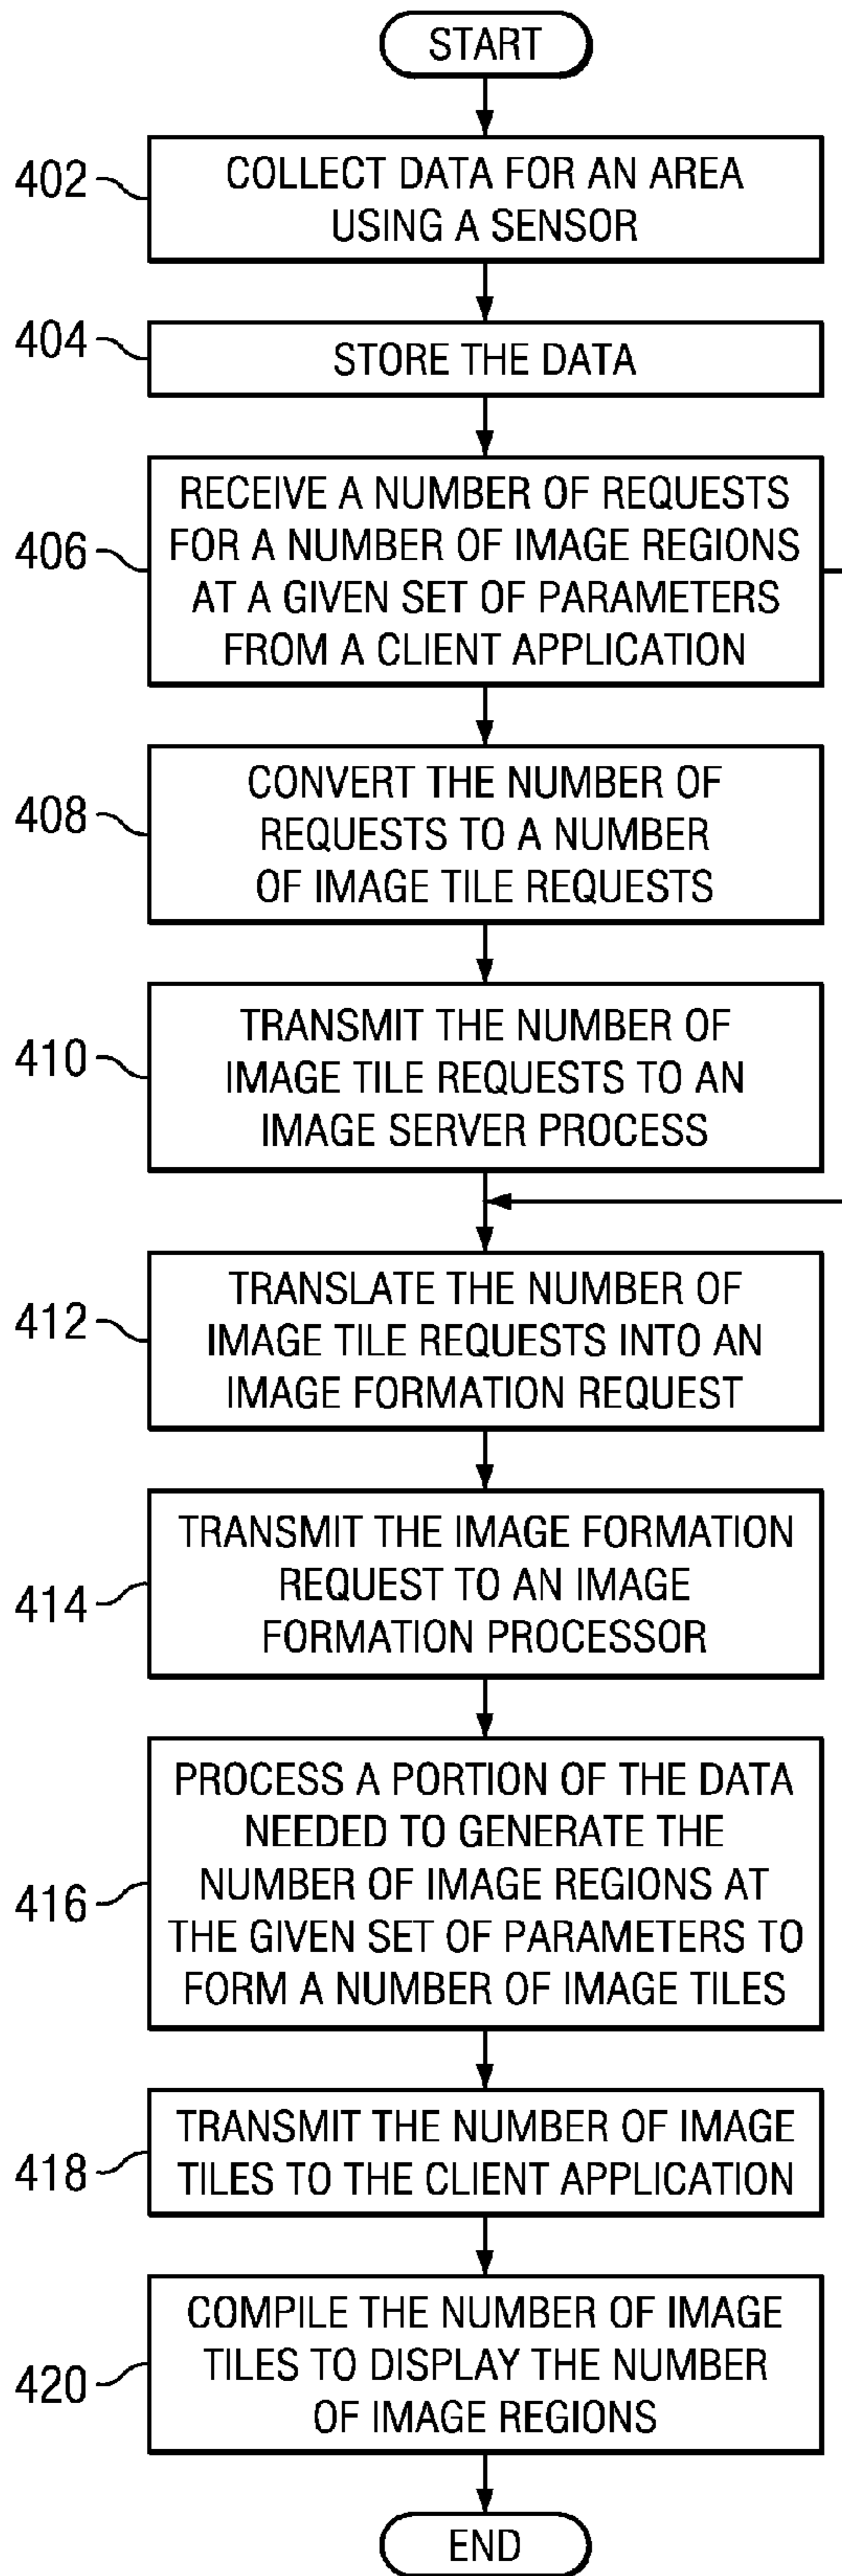 START
402
COLLECT DATA FOR AN AREA
USING A SENSOR
404
STORE THE DATA
406
RECEIVE A NUMBER OF REQUESTS
FOR A NUMBER OF IMAGE REGIONS
AT A GIVEN SET OF PARAMETERS
FROM A CLIENT APPLICATION
408
CONVERT THE NUMBER OF
REQUESTS TO A NUMBER
OF IMAGE TILE REQUESTS
410
TRANSMIT THE NUMBER OF
IMAGE TILE REQUESTS TO AN
IMAGE SERVER PROCESS
412
TRANSLATE THE NUMBER OF
IMAGE TILE REQUESTS INTO AN
IMAGE FORMATION REQUEST
414
TRANSMIT THE IMAGE FORMATION
REQUEST TO AN IMAGE
FORMATION PROCESSOR
416
PROCESS A PORTION OF THE DATA
NEEDED TO GENERATE THE
NUMBER OF IMAGE REGIONS AT
THE GIVEN SET OF PARAMETERS TO
FORM A NUMBER OF IMAGE TILES
418
TRANSMIT THE NUMBER OF IMAGE
TILES TO THE CLIENT APPLICATION
420
COMPILE THE NUMBER OF IMAGE
TILES TO DISPLAY THE NUMBER
OF IMAGE REGIONS
END